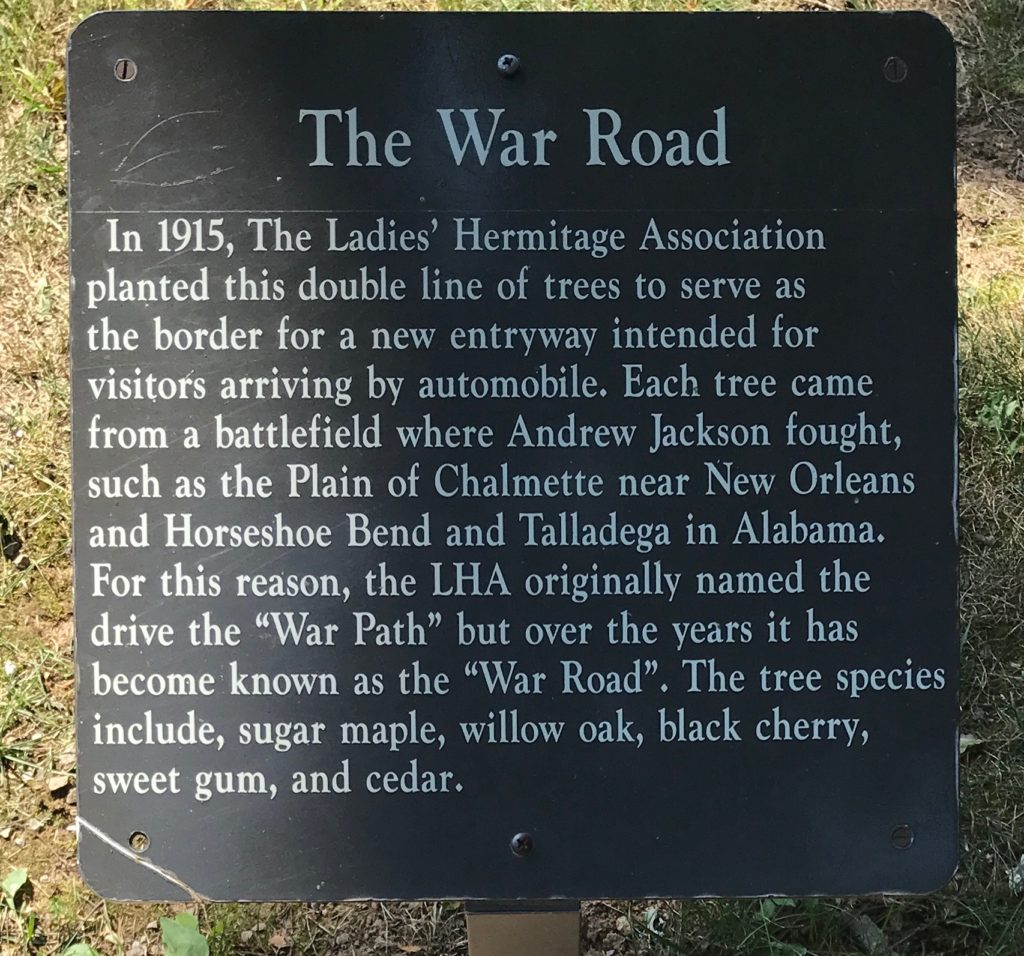 The War Road
In 1915, The Ladies' Hermitage Association
planted this double line of trees to serve as
the border for a new entryway intended for
visitors arriving by automobile. Each tree came
from a battlefield where Andrew Jackson fought,
such as the Plain of Chalmette near New Orleans
and Horseshoe Bend and Talladega in Alabama.
For this reason, the LHA originally named the
drive the “War Path” but over the years it has
become known as the “War Road”. The tree species
include, sugar maple, willow oak, black cherry,
sweet gum, and cedar.